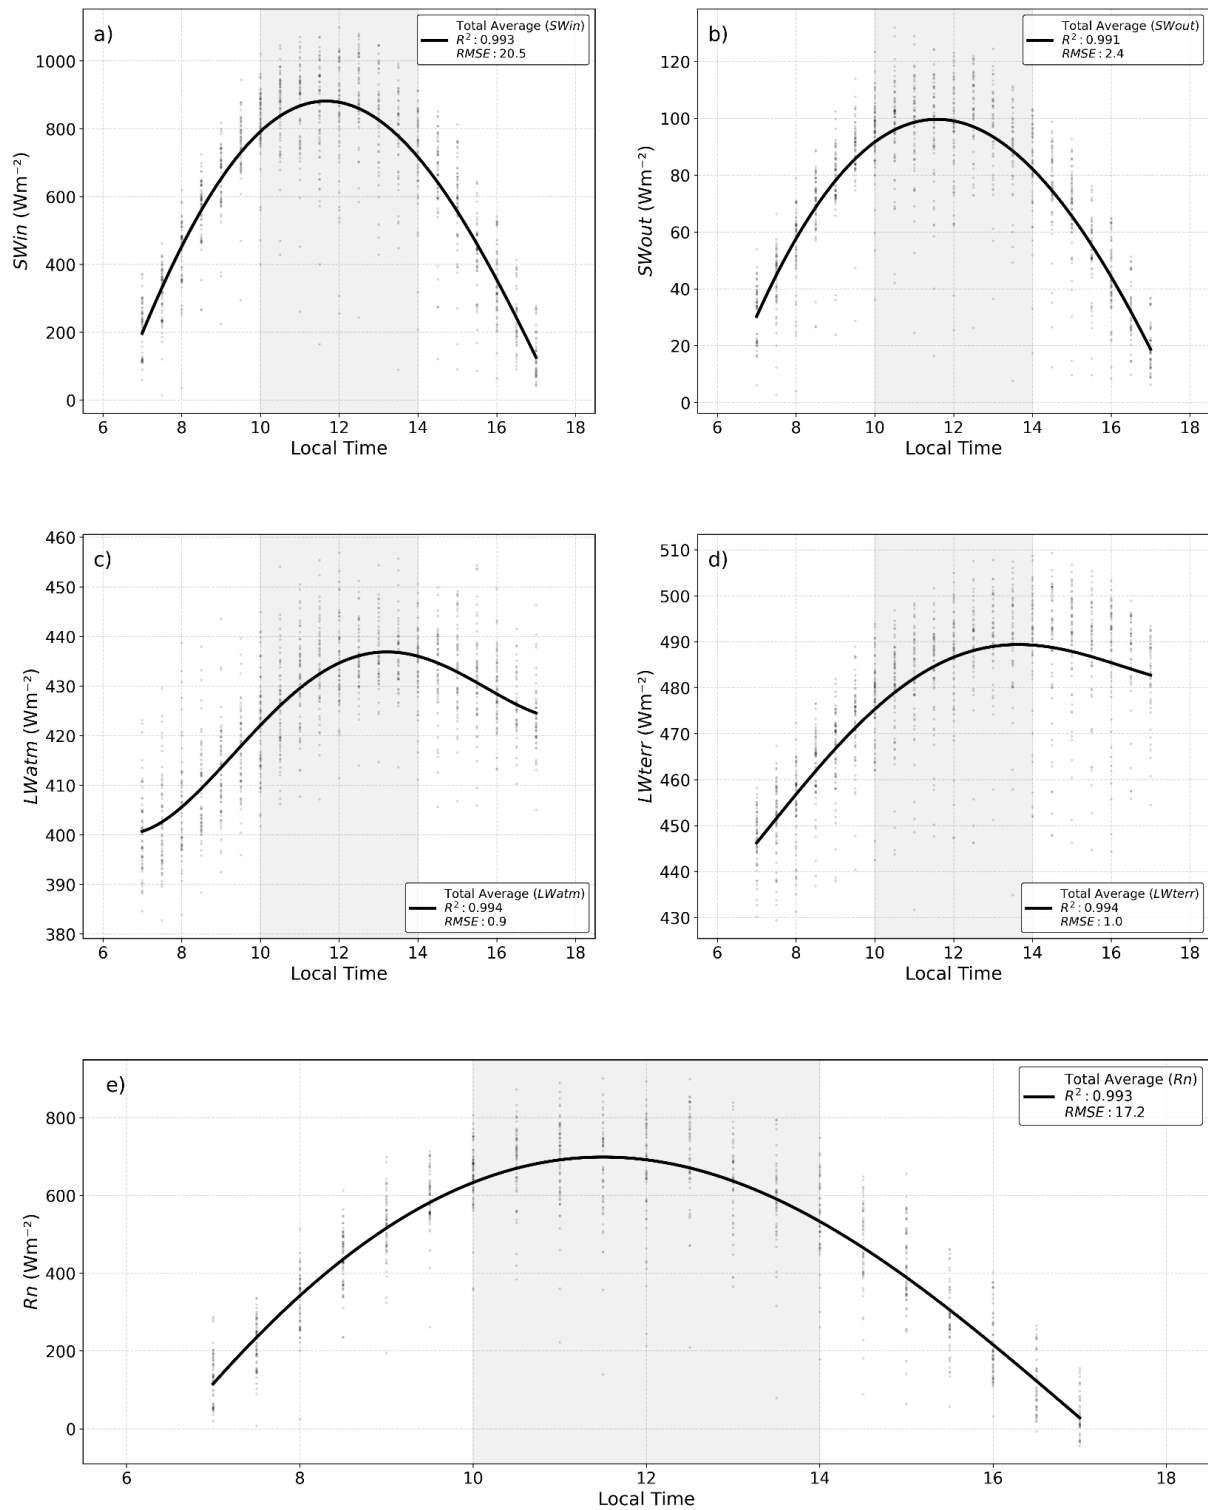 a)
Total Average (SWin)
R² : 0.993
RMSE : 20.5
1000
800
600
400
200
0
SWin (Wm⁻²)
6 8 10 12 14 16 18
Local Time
b)
Total Average (SWout)
R² : 0.991
RMSE : 2.4
120
100
80
60
40
20
0
SWout (Wm⁻²)
6 8 10 12 14 16 18
Local Time
c)
460
450
440
430
420
410
400
390
380
LWatm (Wm⁻²)
Total Average (LWatm)
R² : 0.994
RMSE : 0.9
6 8 10 12 14 16 18
Local Time
d)
510
500
490
480
470
460
450
440
430
LWterr (Wm⁻²)
Total Average (LWterr)
R² : 0.994
RMSE : 1.0
6 8 10 12 14 16 18
Local Time
e)
Total Average (Rn)
R² : 0.993
RMSE : 17.2
800
600
400
200
0
Rn (Wm⁻²)
6 8 10 12 14 16 18
Local Time